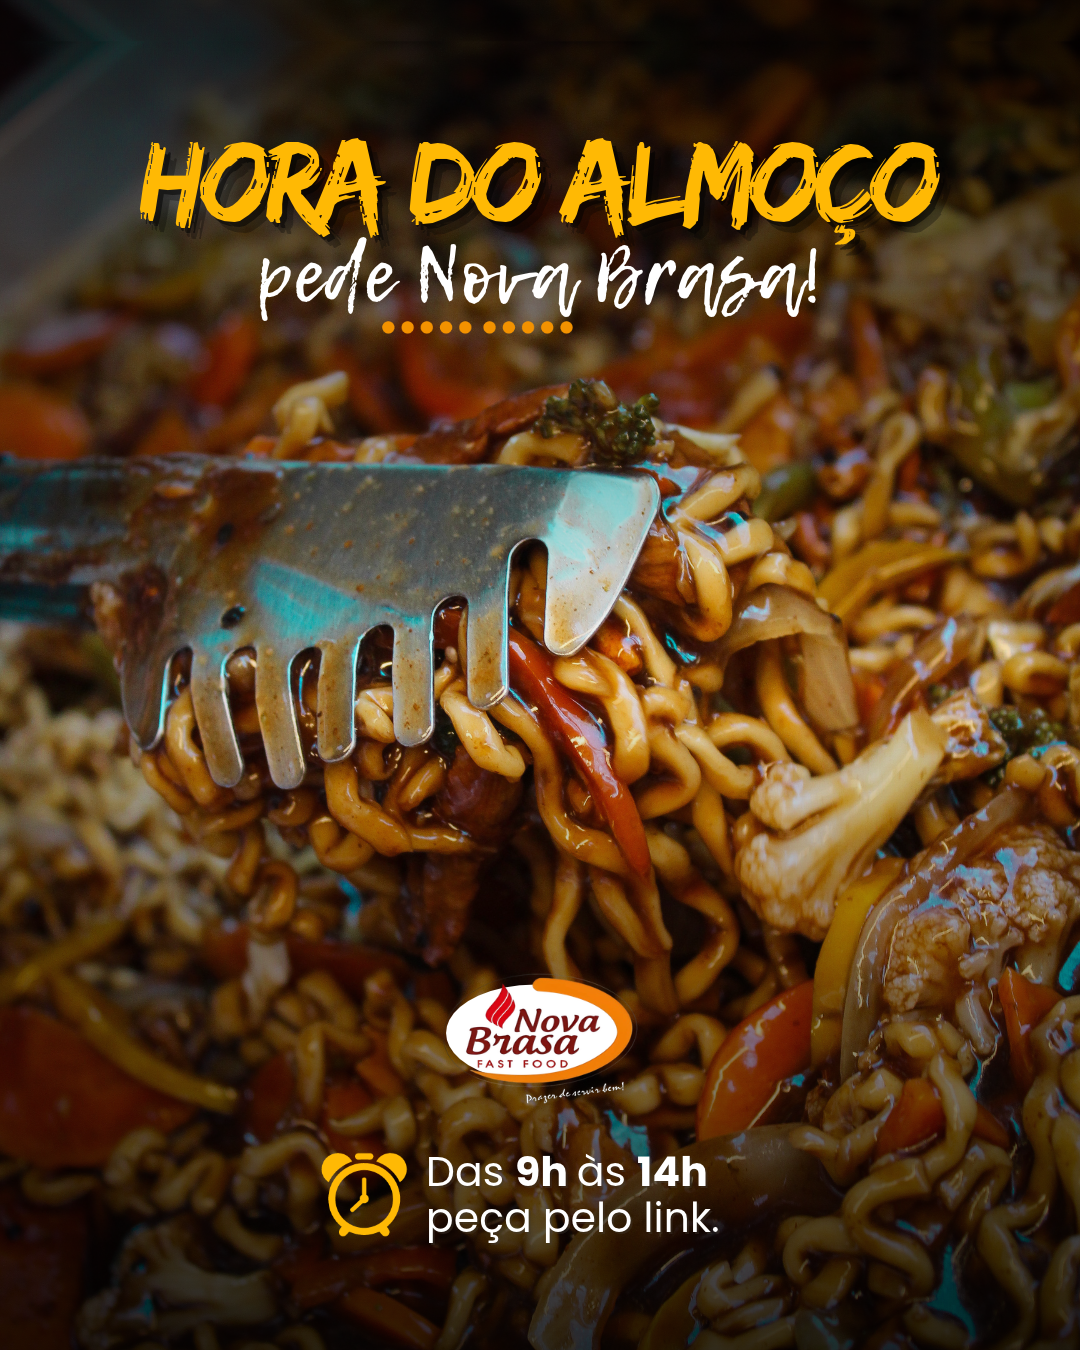 HORA DO ALMOÇO
pede Nova Brasa!
Nova
Brasa
FAST FOOD
Prazer de servir bem!
Das 9h às 14h
peça pelo link.